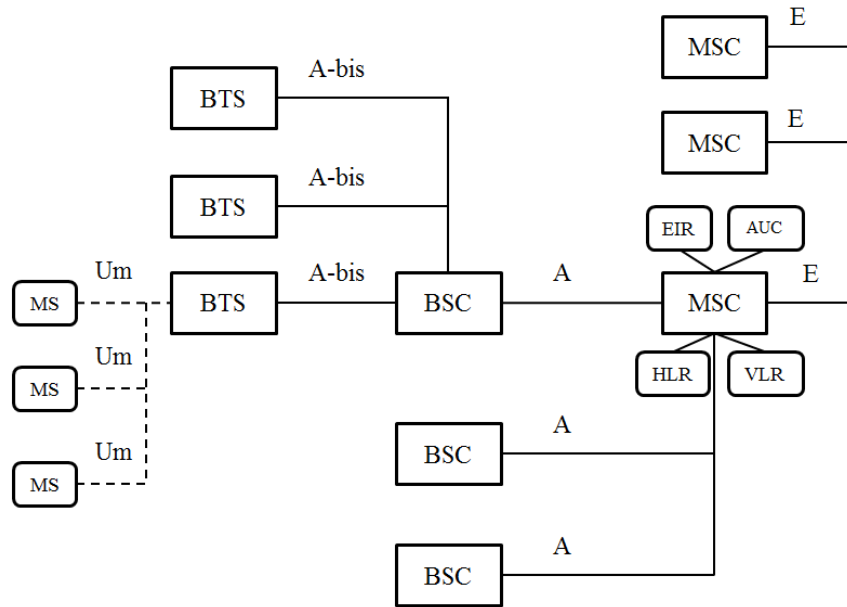 E
MSC
A-bis
BTS
E
MSC
A-bis
BTS
EIR
AUC
Um
A-bis
A
E
MS
BTS
BSC
MSC
Um
HLR
VLR
MS
A
Um
BSC
MS
A
BSC